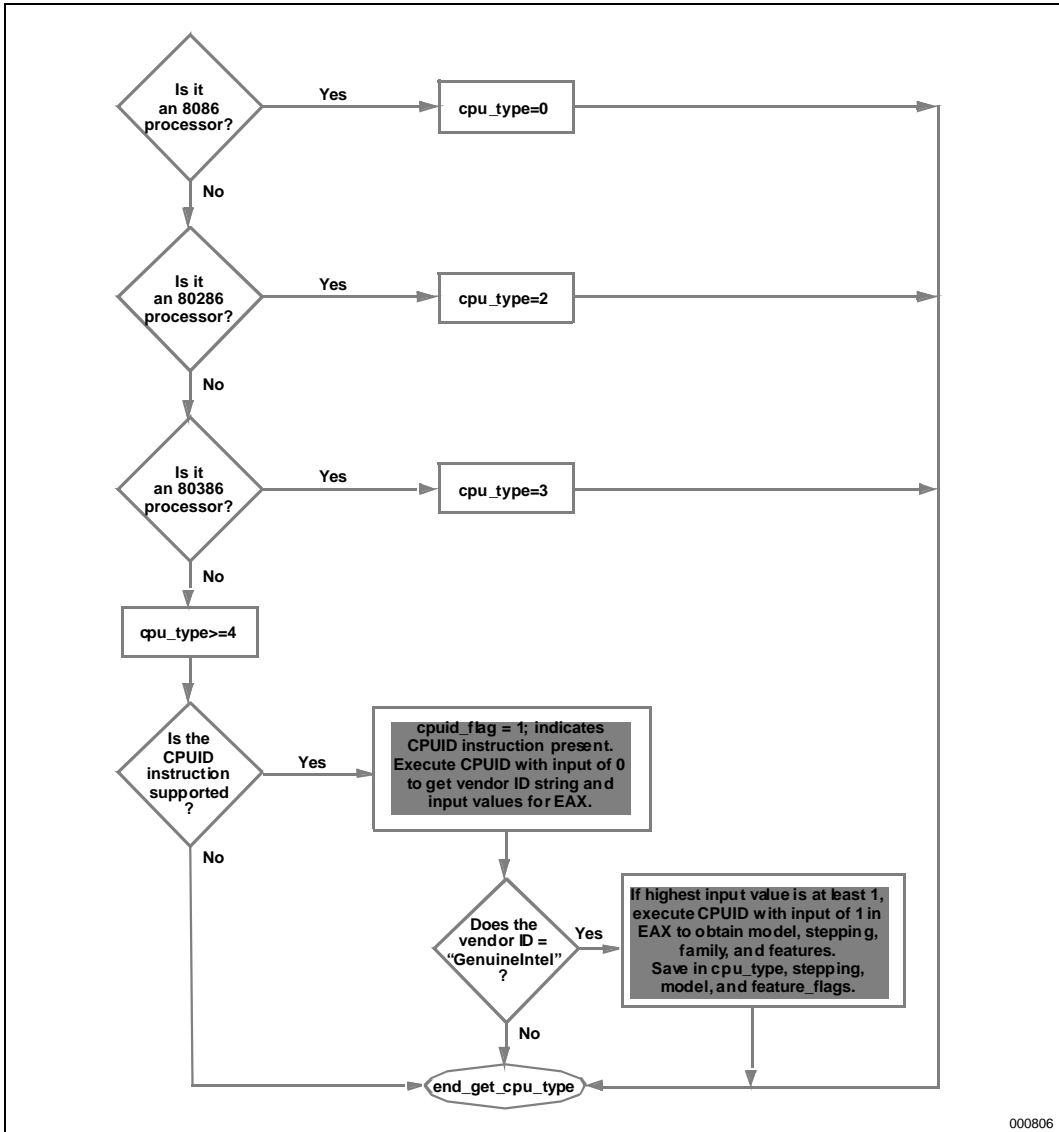 Is it
an 8086
processor?
Yes
cpu_type=0
No
Is it
an 80286
processor?
Yes
cpu_type=2
No
Is it
an 80386
processor?
Yes
cpu_type=3
No
cpu_type>=4
Is the
CPUID
instruction
supported
?
Yes
cpuid_flag = 1; indicates
CPUID instruction present.
Execute CPUID with input of 0
to get vendor ID string and
input values for EAX.
No
Does the
vendor ID =
“GenuineIntel”
?
Yes
If highest input value is at least 1,
execute CPUID with input of 1 in
EAX to obtain model, stepping,
family, and features.
Save in cpu_type, stepping,
model, and feature_flags.
No
end_get_cpu_type
000806